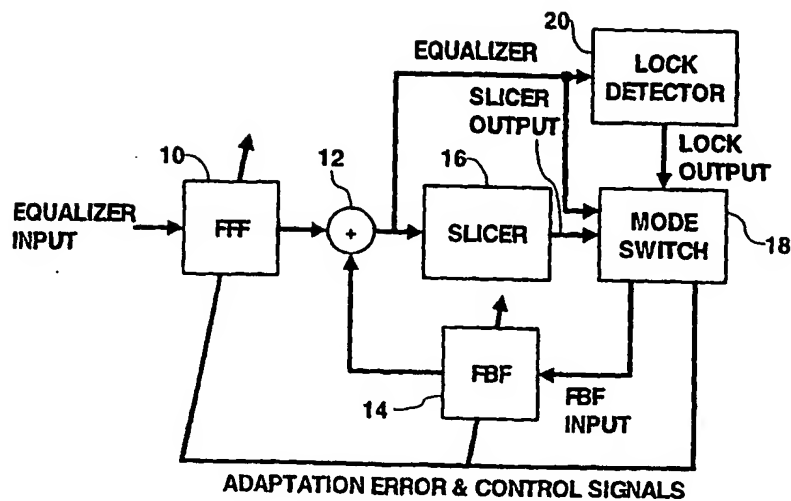 20
EQUALIZER
LOCK
DETECTOR
SLICER
OUTPUT
LOCK
OUTPUT
10
12
16
EQUALIZER
INPUT
FFF
+
SLICER
MODE
SWITCH
18
FBF
14
FBF
INPUT
ADAPTATION ERROR & CONTROL SIGNALS